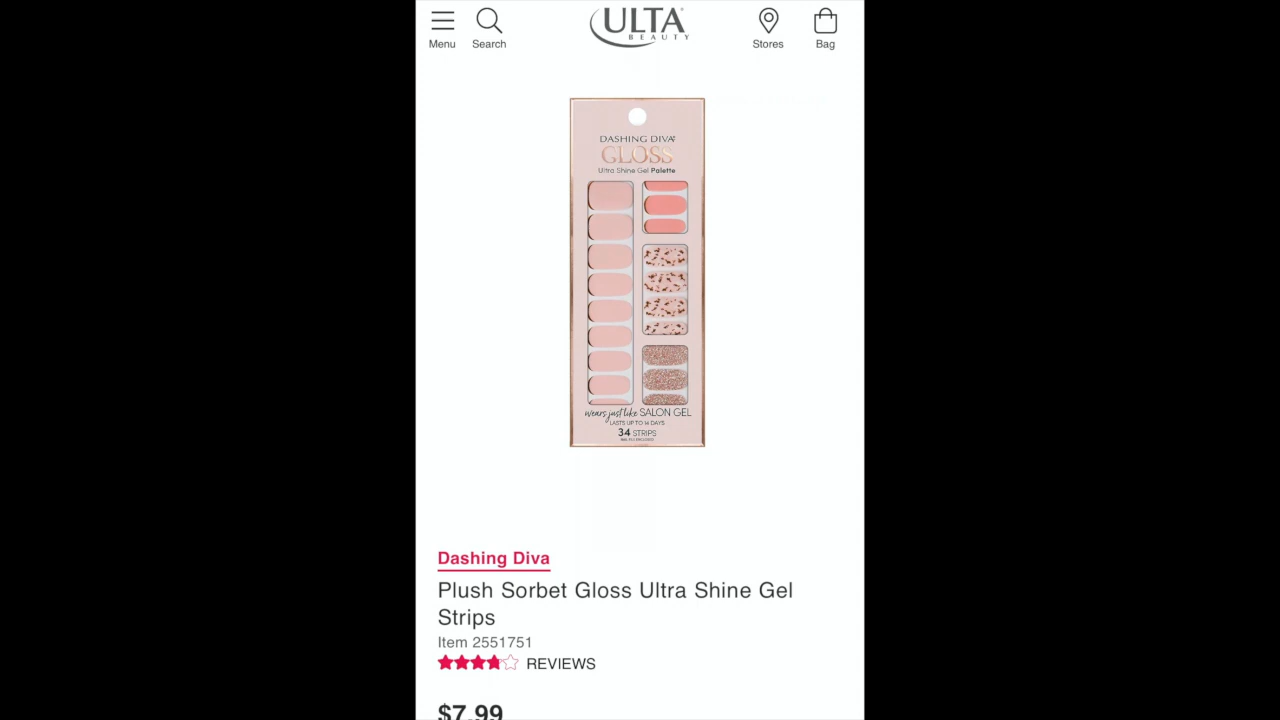 Menu
Search
ULTA
BEAUTY
Stores
Bag
DASHING DIVA®
GLOSS
Ultra Shine Gel Palette
wears just like SALON GEL
LASTS UP TO 14 DAYS
34 STRIPS
Dashing Diva
Plush Sorbet Gloss Ultra Shine Gel
Strips
Item 2551751
REVIEWS
$7.99